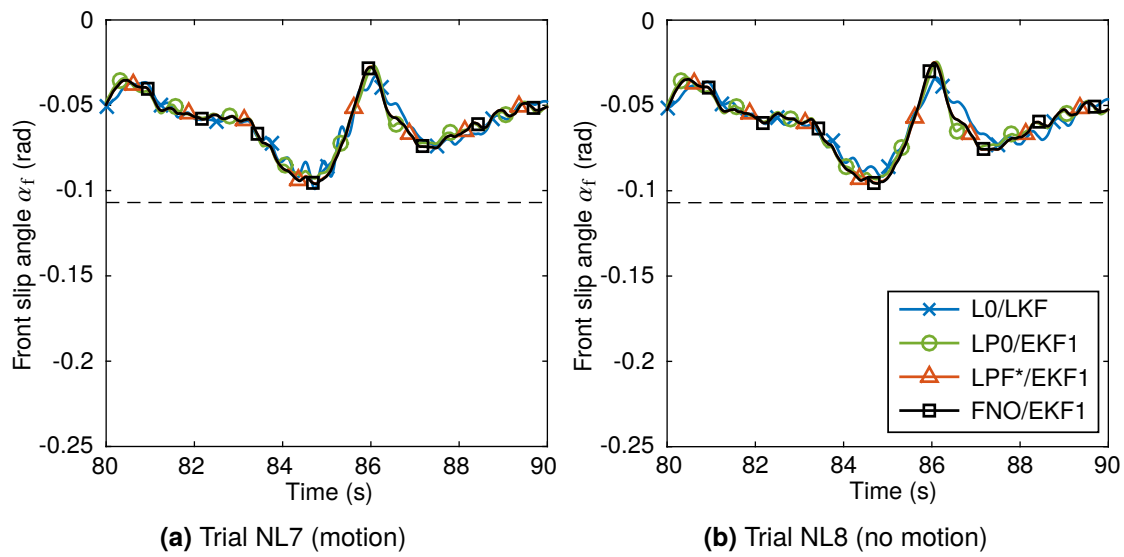 0
-0.05
-0.1
-0.15
-0.2
-0.25
Front slip angle αf (rad)
80 82 84 86 88 90
Time (s)
(a) Trial NL7 (motion)
0
-0.05
-0.1
-0.15
-0.2
-0.25
Front slip angle αf (rad)
L0/LKF
LP0/EKF1
LPF*/EKF1
FNO/EKF1
80 82 84 86 88 90
Time (s)
(b) Trial NL8 (no motion)